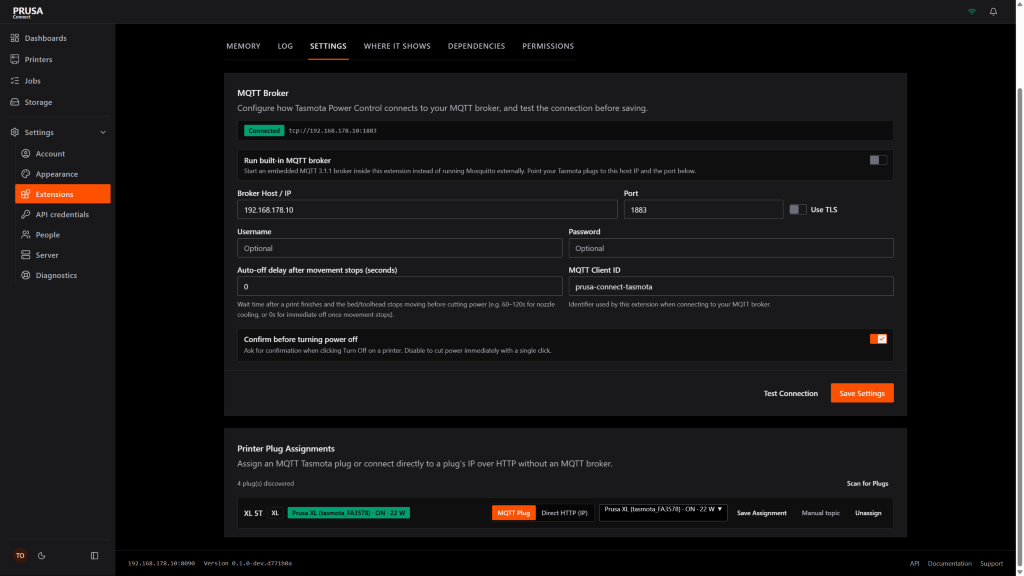 PRUSA
Connect
Dashboards
Printers
Jobs
Storage
Settings
Account
Appearance
Extensions
API credentials
People
Server
Diagnostics
TO
MEMORY LOG SETTINGS WHERE IT SHOWS DEPENDENCIES PERMISSIONS
MQTT Broker
Configure how Tasmota Power Control connects to your MQTT broker, and test the connection before saving.
Connected tcp://192.168.178.10:1883
Run built-in MQTT broker
Start an embedded MQTT 3.1.1 broker inside this extension instead of running Mosquitto externally. Point your Tasmota plugs to this host IP and the port below.
Broker Host / IP Port
192.168.178.10 1883 Use TLS
Username Password
Optional Optional
Auto-off delay after movement stops (seconds) MQTT Client ID
0 prusa-connect-tasmota
Wait time after a print finishes and the bed/toolhead stops moving before cutting power (e.g. 60–120s for nozzle
cooling, or 0s for immediate off once movement stops).
Identifier used by this extension when connecting to your MQTT broker.
Confirm before turning power off
Ask for confirmation when clicking Turn Off on a printer. Disable to cut power immediately with a single click.
Test Connection Save Settings
Printer Plug Assignments
Assign an MQTT Tasmota plug or connect directly to a plug's IP over HTTP without an MQTT broker.
4 plug(s) discovered Scan for Plugs
XL 5T XL Prusa XL (tasmota_FA3578) · ON · 22 W MQTT Plug Direct HTTP (IP) Prusa XL (tasmota_FA3578) · ON · 22 W Save Assignment Manual topic Unassign
192.168.178.10:8090 Version 0.1.0-dev.d771b0a API Documentation Support